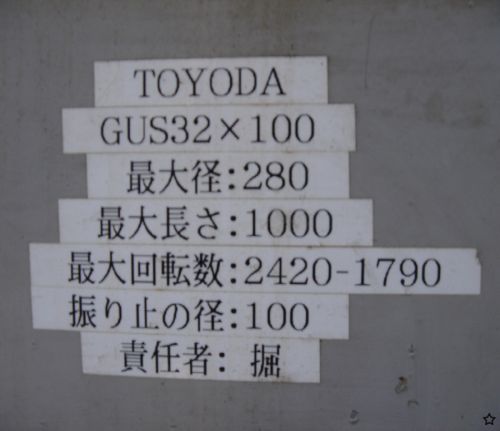 TOYODA
GUS32×100
最大径:280
最大長さ:1000
最大回転数:2420-1790
振り止の径:100
責任者: 掘